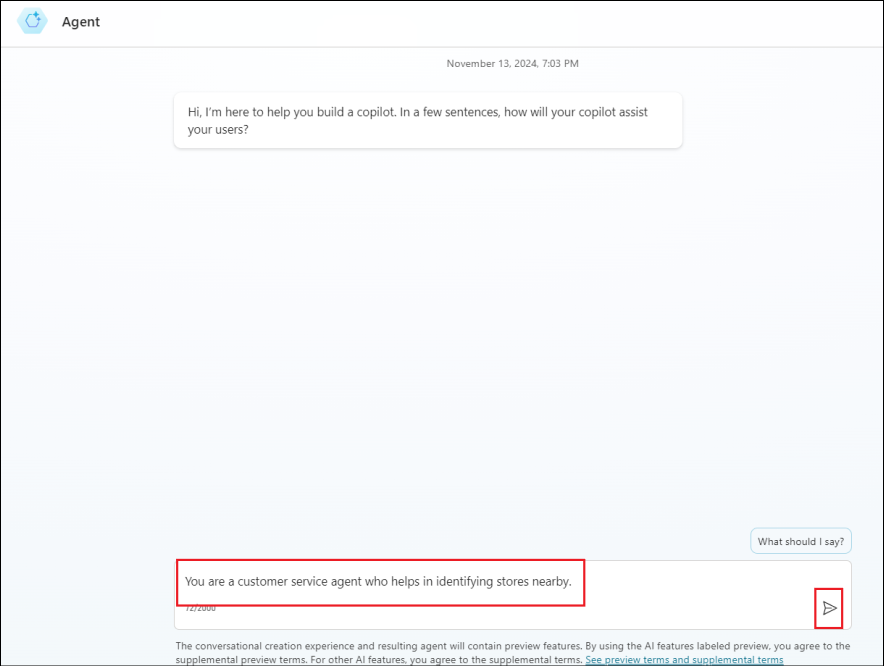 Agent
November 13, 2024, 7:03 PM
Hi, I'm here to help you build a copilot. In a few sentences, how will your copilot assist
your users?
What should I say?
You are a customer service agent who helps in identifying stores nearby.
72/2000
The conversational creation experience and resulting agent will contain preview features. By using the AI features labeled preview, you agree to the
supplemental preview terms. For other AI features, you agree to the supplemental terms. See preview terms and supplemental terms